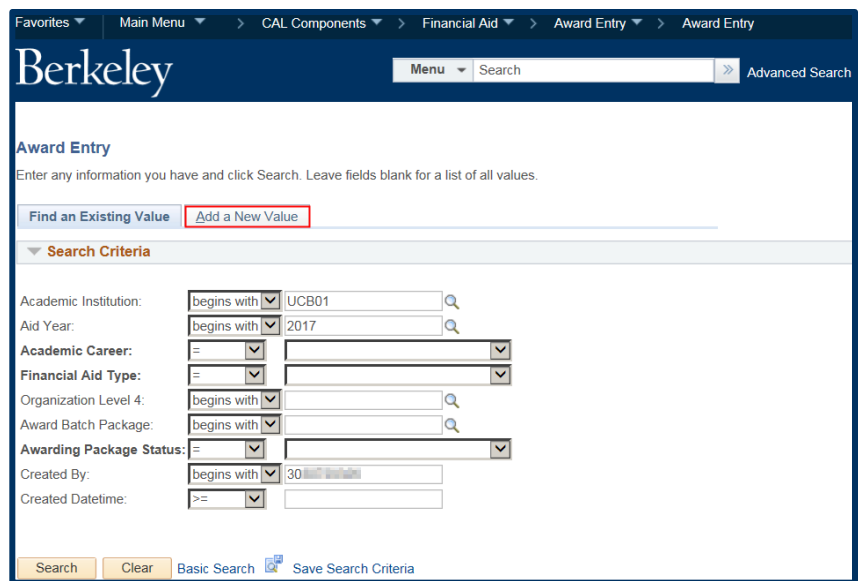 Favorites Main Menu > CAL Components > Financial Aid > Award Entry > Award Entry
Berkeley
Menu Search » Advanced Search
Award Entry
Enter any information you have and click Search. Leave fields blank for a list of all values.
Find an Existing Value Add a New Value
Search Criteria
Academic Institution: begins with UCB01
Aid Year: begins with 2017
Academic Career: =
Financial Aid Type: =
Organization Level 4: begins with
Award Batch Package: begins with
Awarding Package Status: =
Created By: begins with 30
Created Datetime: >=
Search Clear Basic Search Save Search Criteria